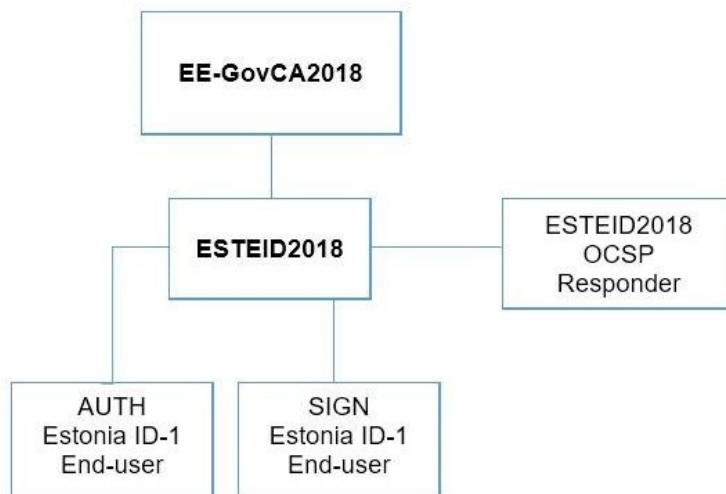 EE-GovCA2018
ESTEID2018
ESTEID2018
OCSP
Responder
AUTH
Estonia ID-1
End-user
SIGN
Estonia ID-1
End-user